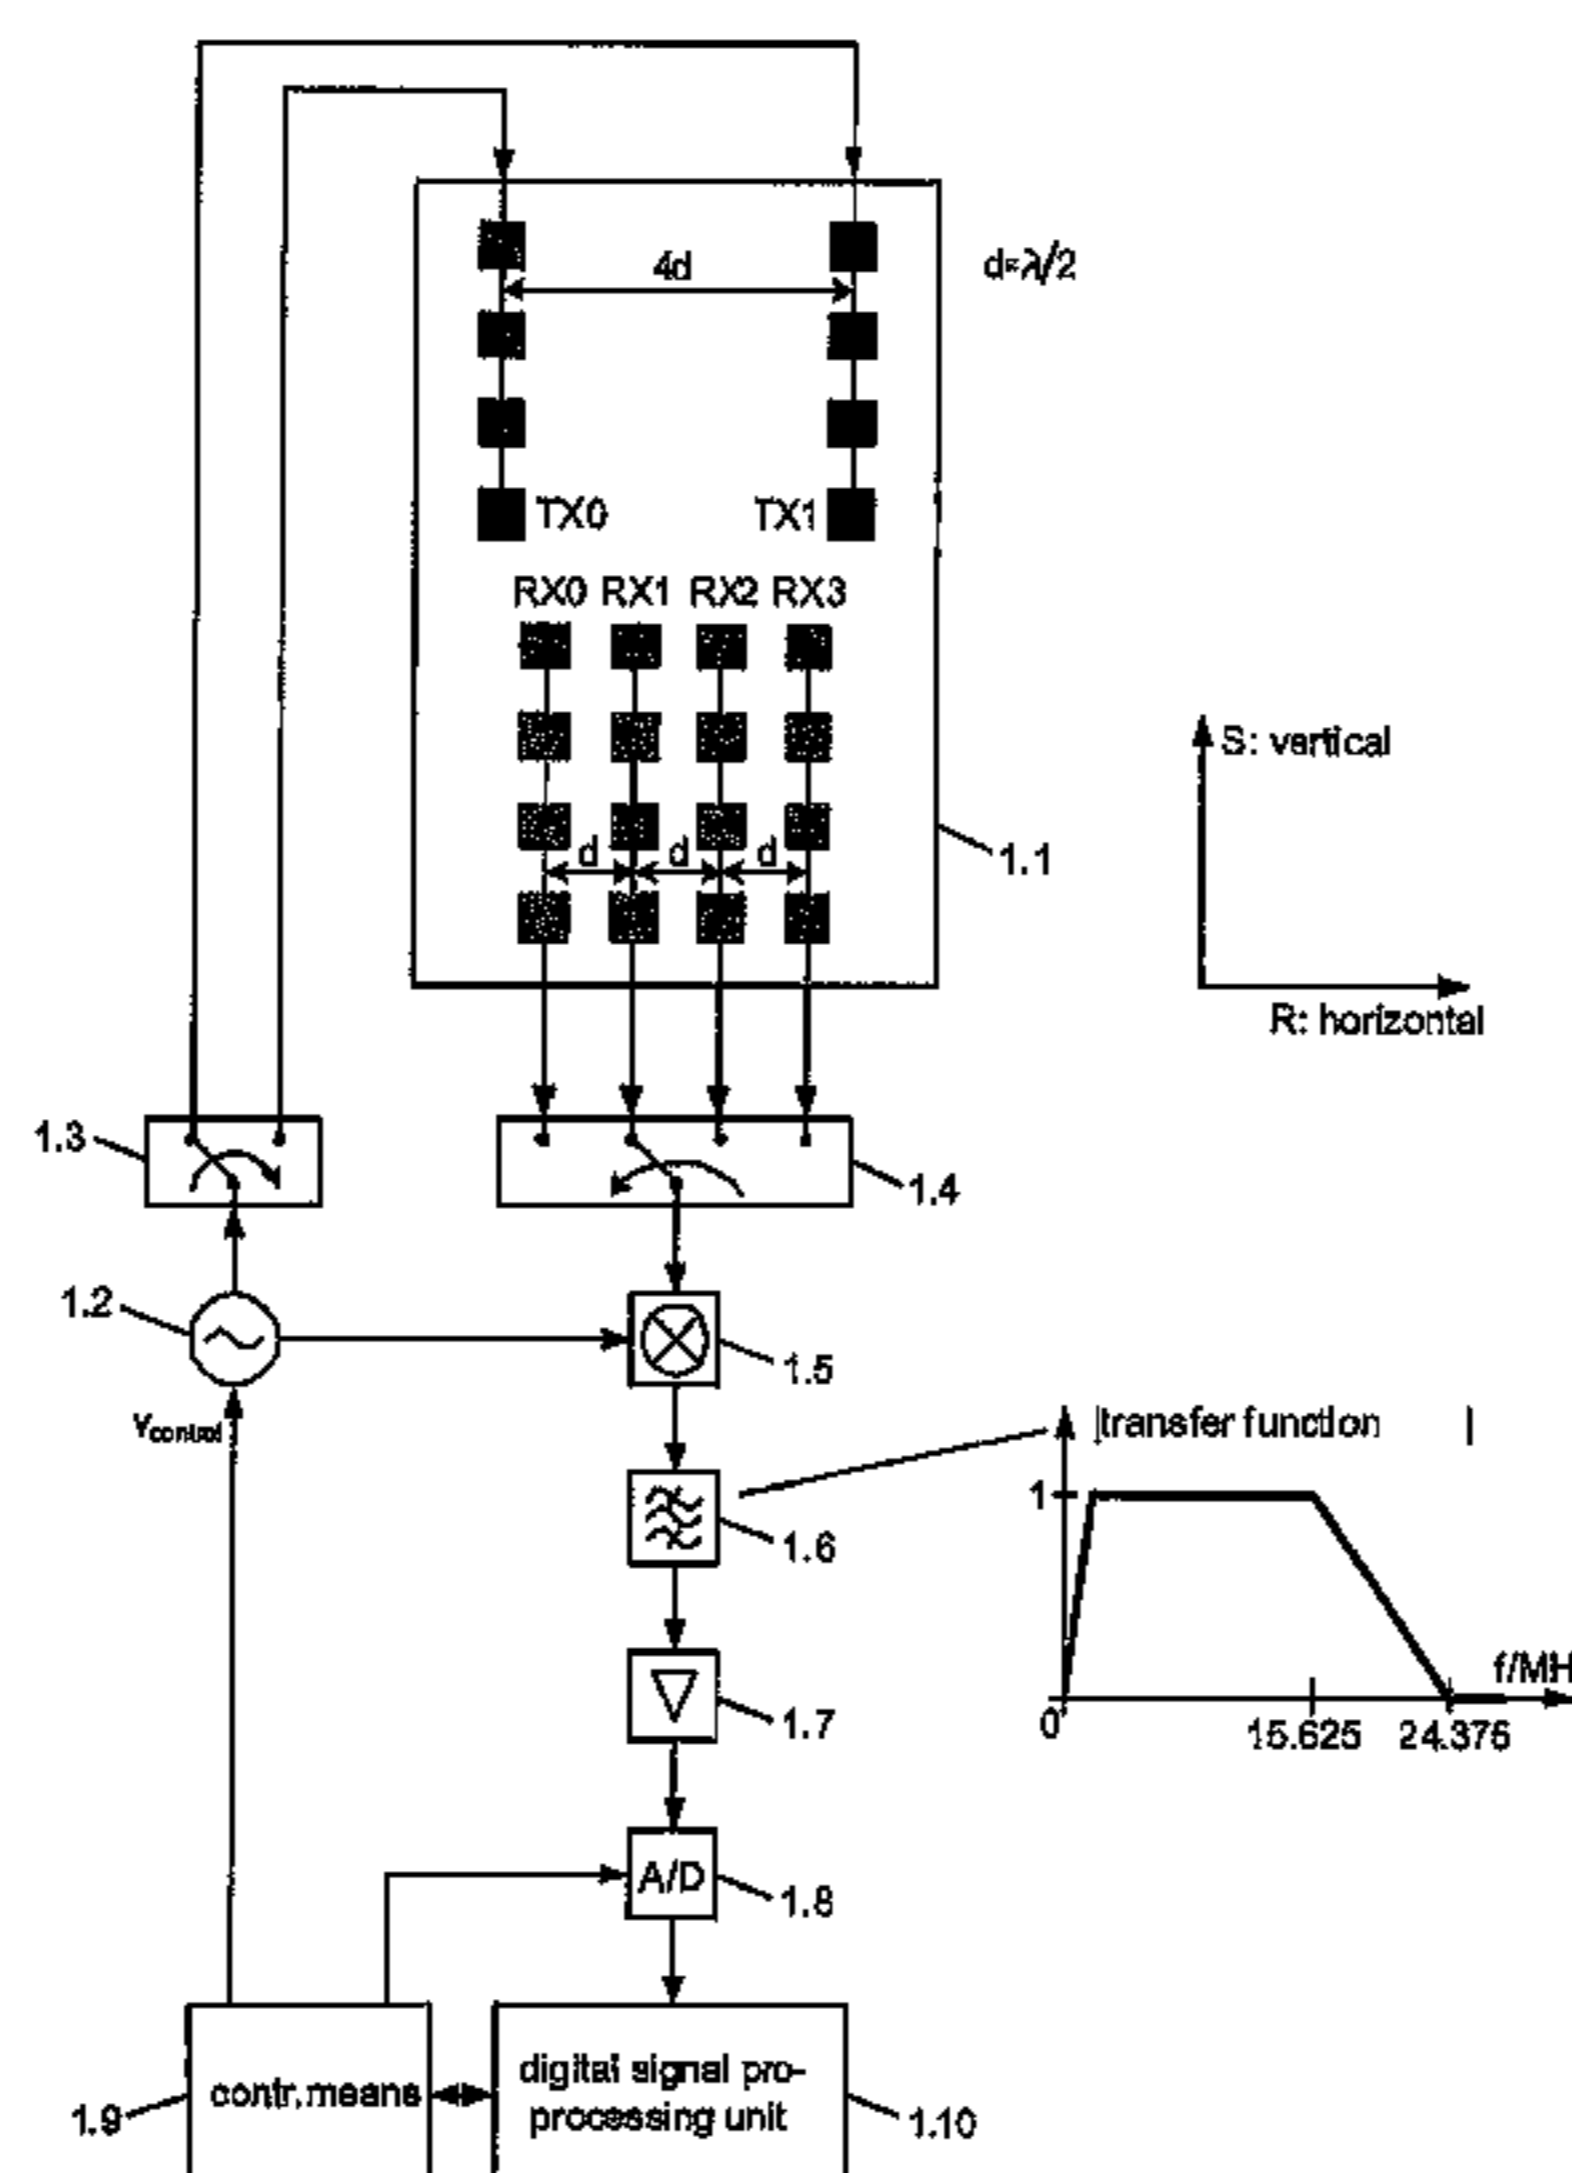 4d
d=λ/2
TX0 TX1
RX0 RX1 RX2 RX3
S: vertical
d d d
1.1
R: horizontal
1.3
1.4
1.2
1.5
Vcontrol
|transfer function |
1
1.6
f/MH
1.7
0
15.625 24.375
A/D
1.8
contr.means
digital signal pro-
processing unit
1.9
1.10